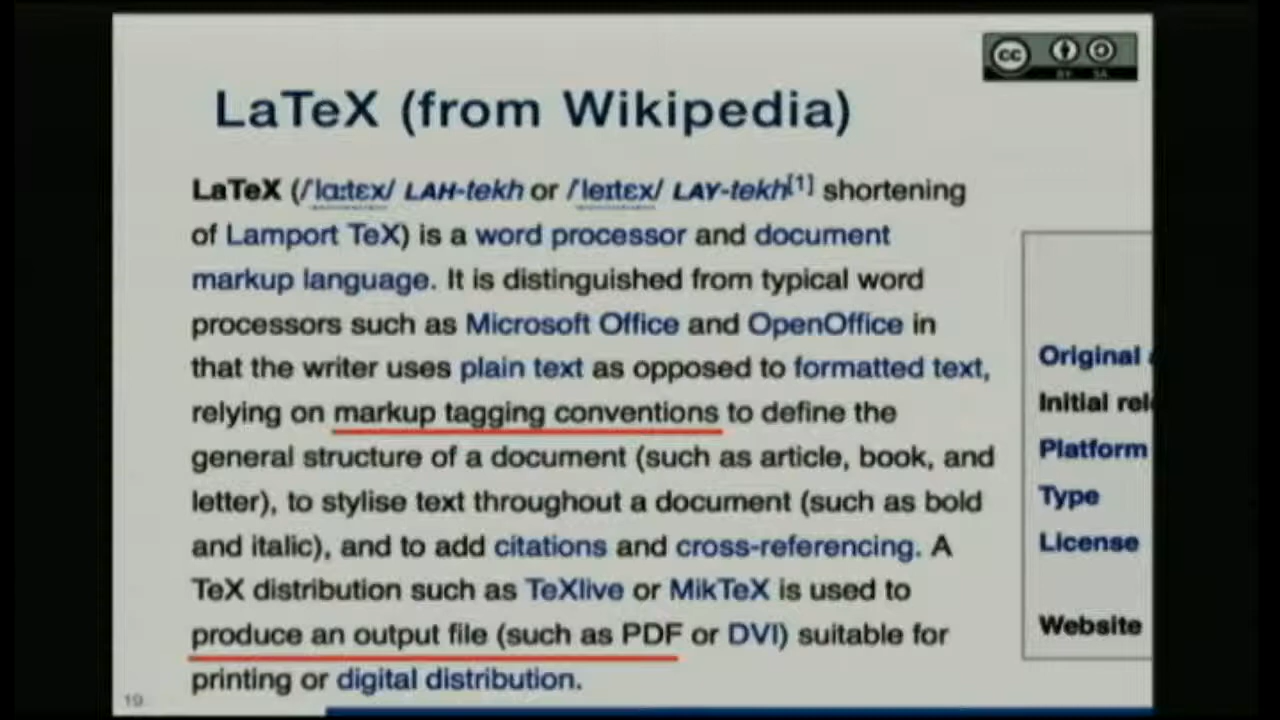 cc
BY SA
LaTeX (from Wikipedia)
LaTeX (/ˈlɑːtɛx/ LAH-tekh or /ˈleɪtɛx/ LAY-tekh[1] shortening
of Lamport TeX) is a word processor and document
markup language. It is distinguished from typical word
processors such as Microsoft Office and OpenOffice in
that the writer uses plain text as opposed to formatted text,
relying on markup tagging conventions to define the
general structure of a document (such as article, book, and
letter), to stylise text throughout a document (such as bold
and italic), and to add citations and cross-referencing. A
TeX distribution such as TeXlive or MikTeX is used to
produce an output file (such as PDF or DVI) suitable for
printing or digital distribution.
Original
Initial rel
Platform
Type
License
Website
19